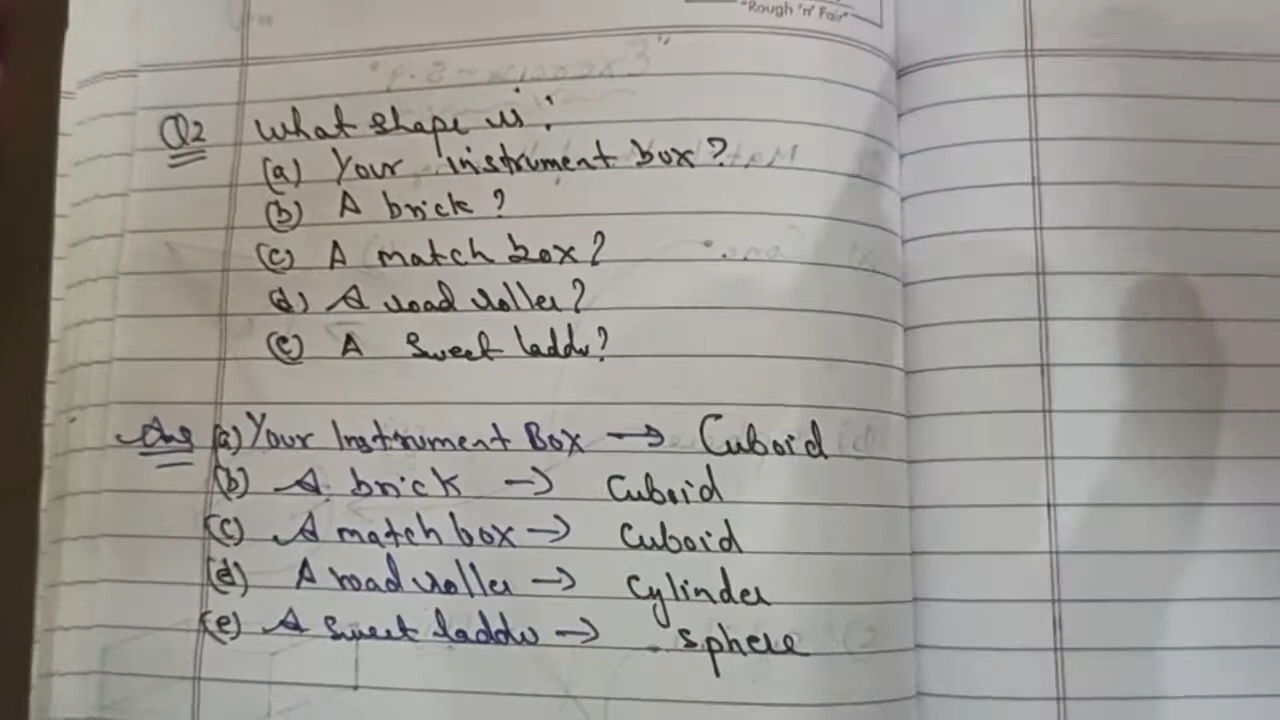 "Rough 'n' Fair"
Q2 What shape is:
(a) Your instrument box?
(b) A brick?
(c) A match box?
(d) A road roller?
(e) A Sweet laddu?
Ans (a) Your Instrument Box → Cuboid
(b) A brick → Cuboid
(c) A match box → Cuboid
(d) A road roller → Cylinder
(e) A Sweet laddu → sphere